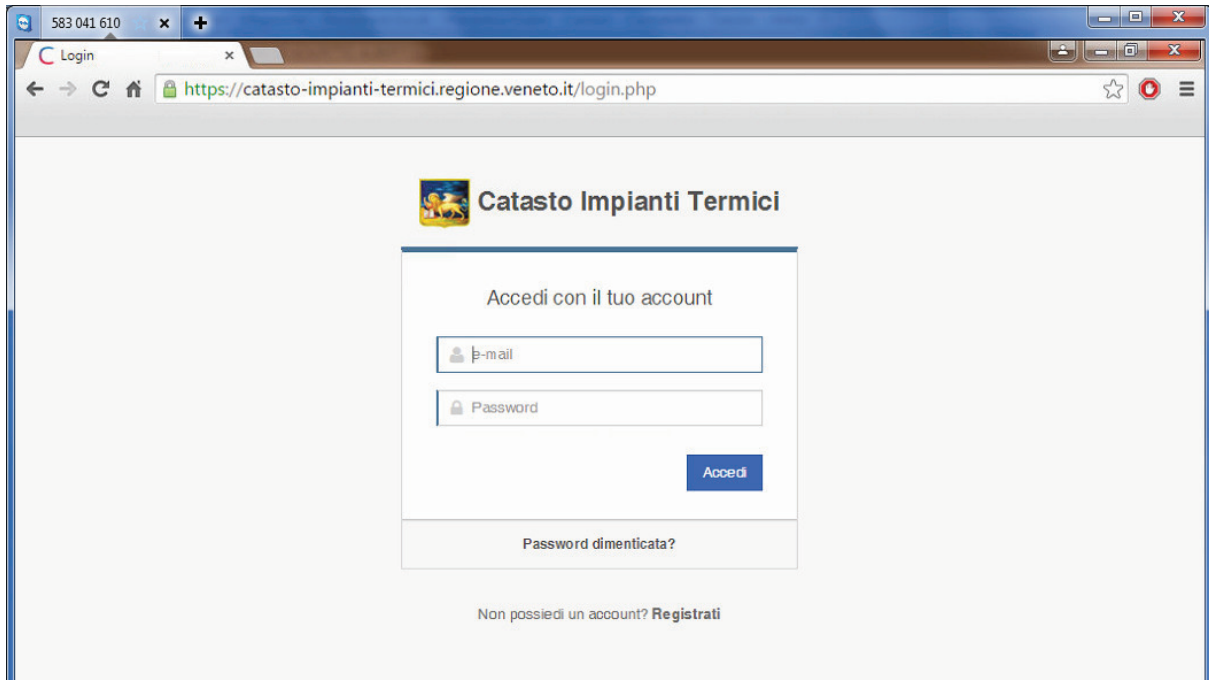 583 041 610
Login
https://catasto-impianti-termici.regione.veneto.it/login.php
Catasto Impianti Termici
Accedi con il tuo account
e-mail
Password
Accedi
Password dimenticata?
Non possiedi un account? Registrati